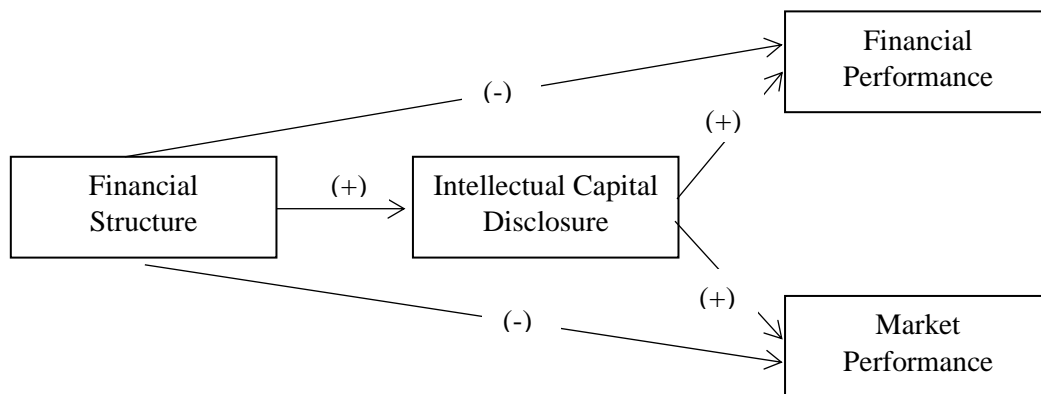 Financial
Performance
(-)
(+)
Financial
Structure
(+)
Intellectual Capital
Disclosure
(+)
(-)
Market
Performance